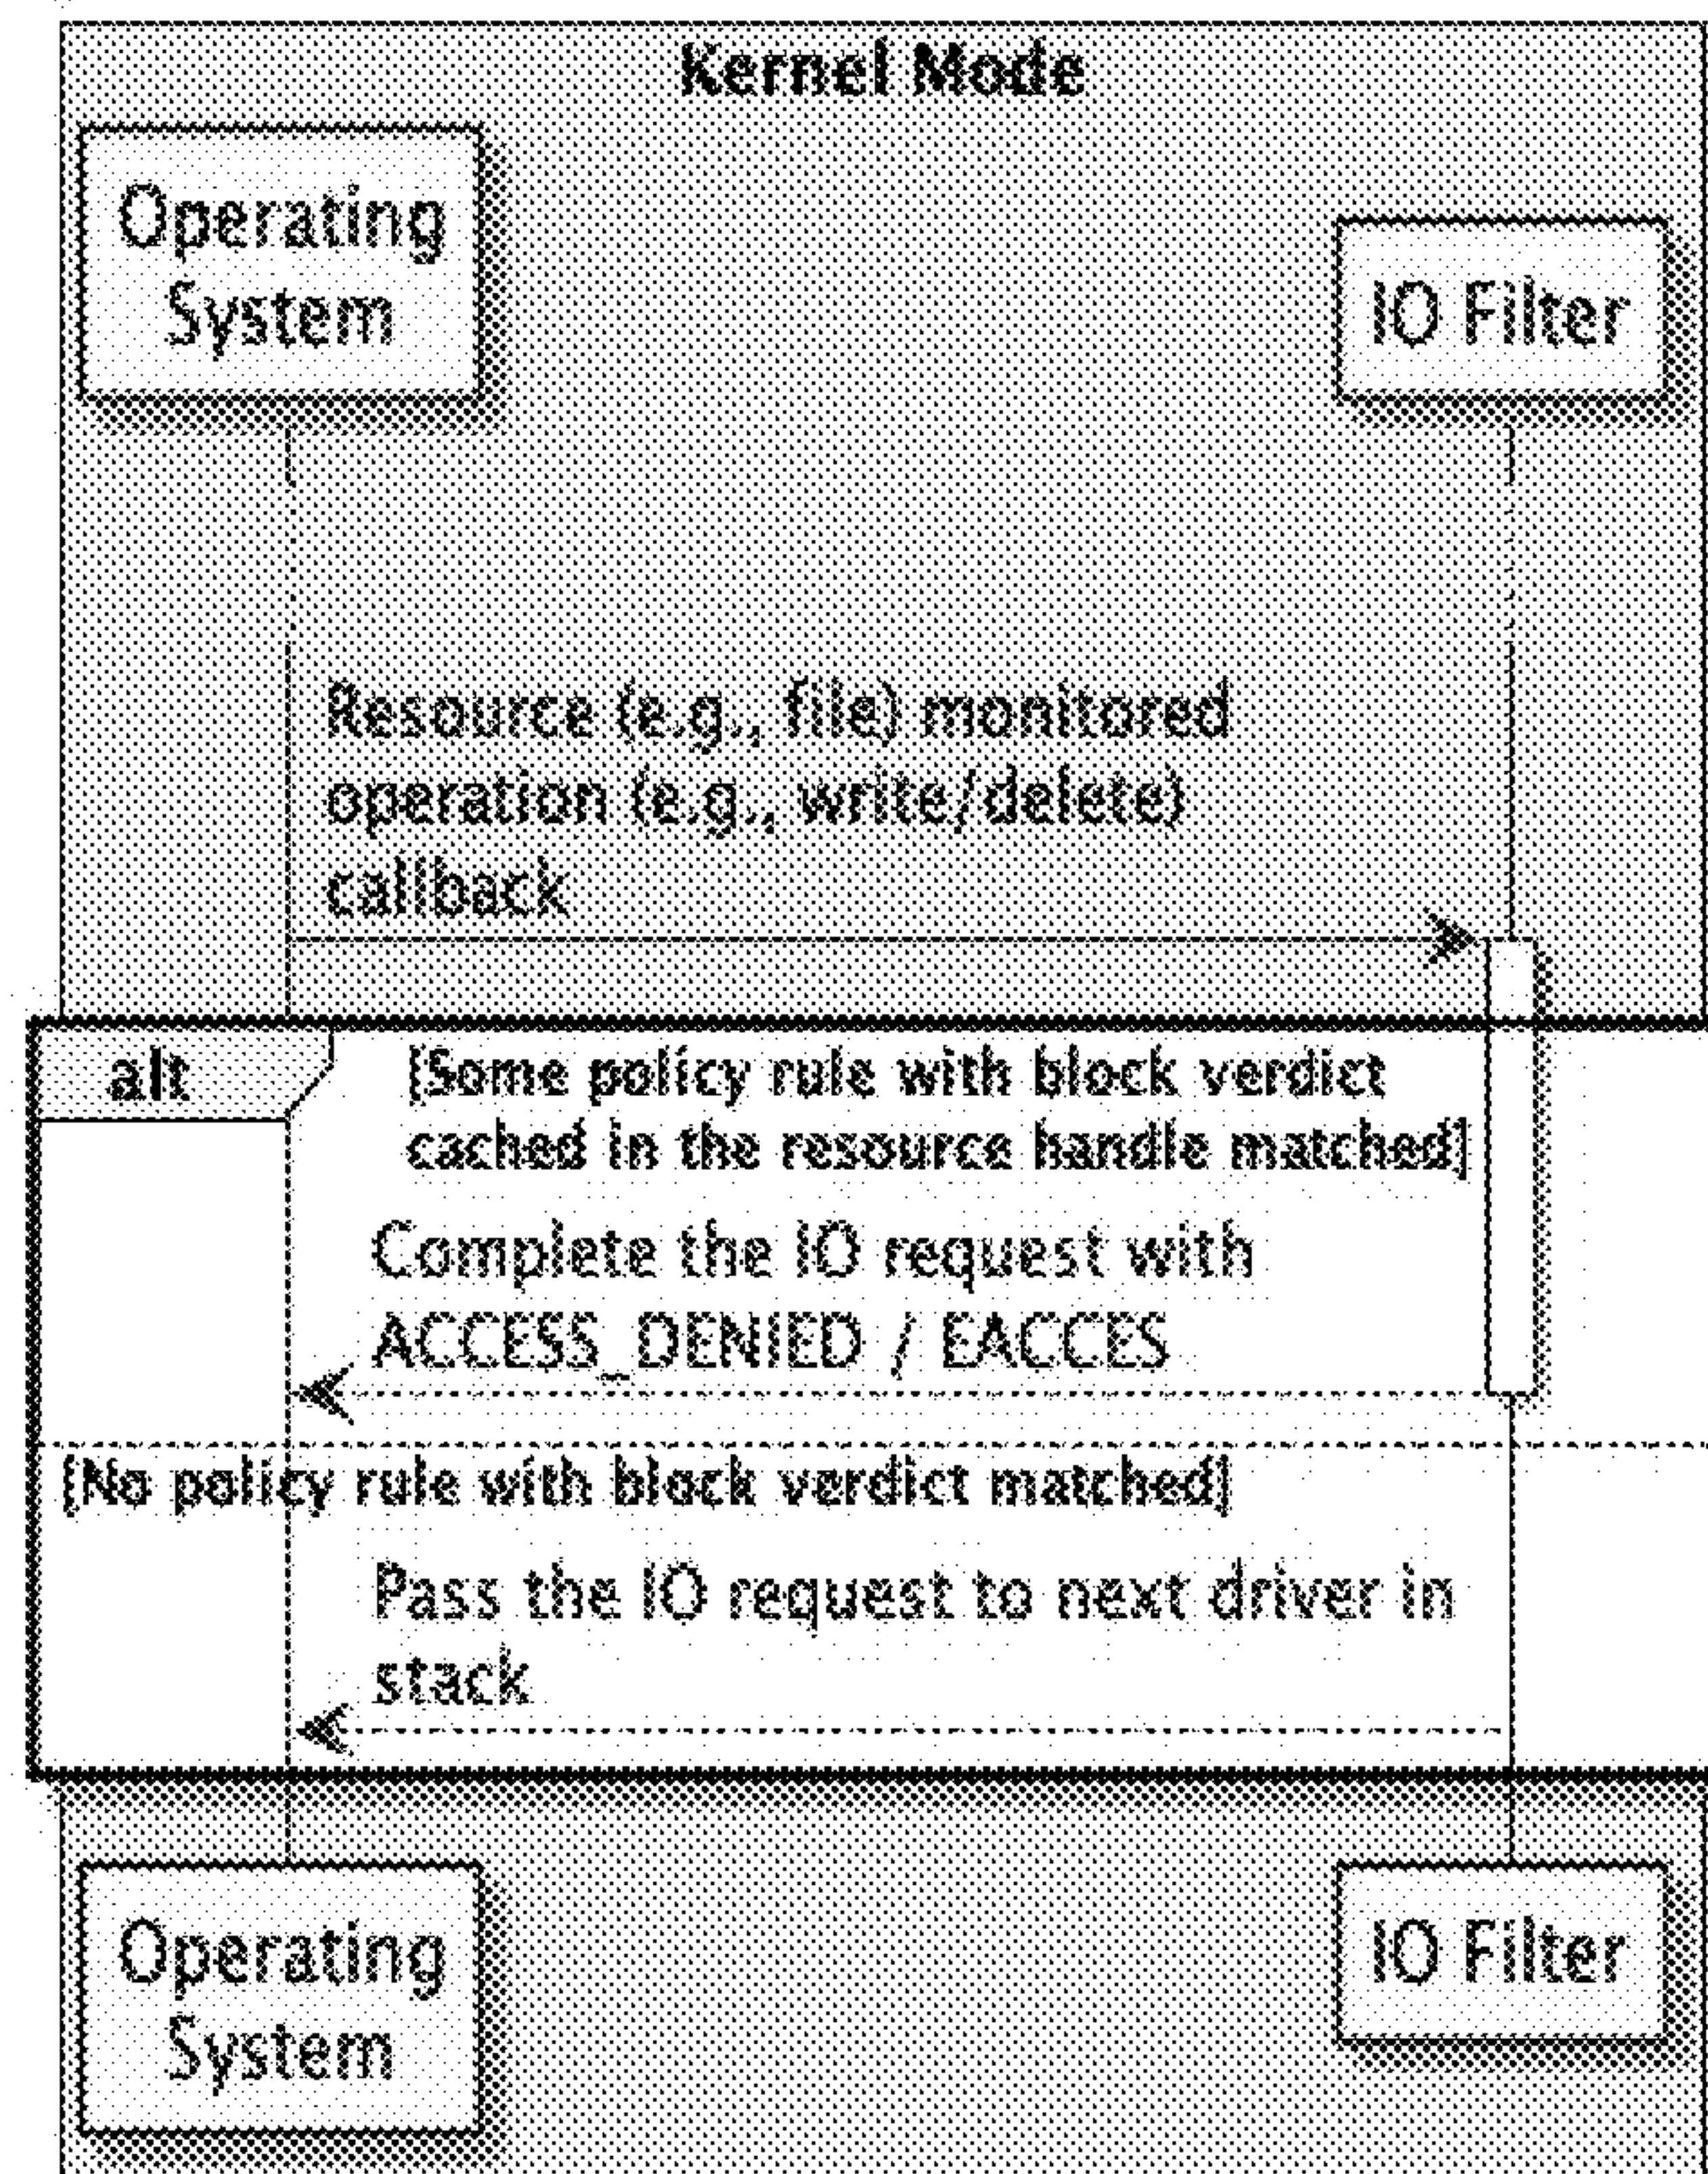 Kernel Mode
Operating
System
IO Filter
Resource (e.g., file) monitored
operation (e.g., write/delete)
callback
alt
[Some policy rule with block verdict
cached in the resource handle matched]
Complete the IO request with
ACCESS_DENIED / EACCES
[No policy rule with block verdict matched]
Pass the IO request to next driver in
stack
Operating
System
IO Filter